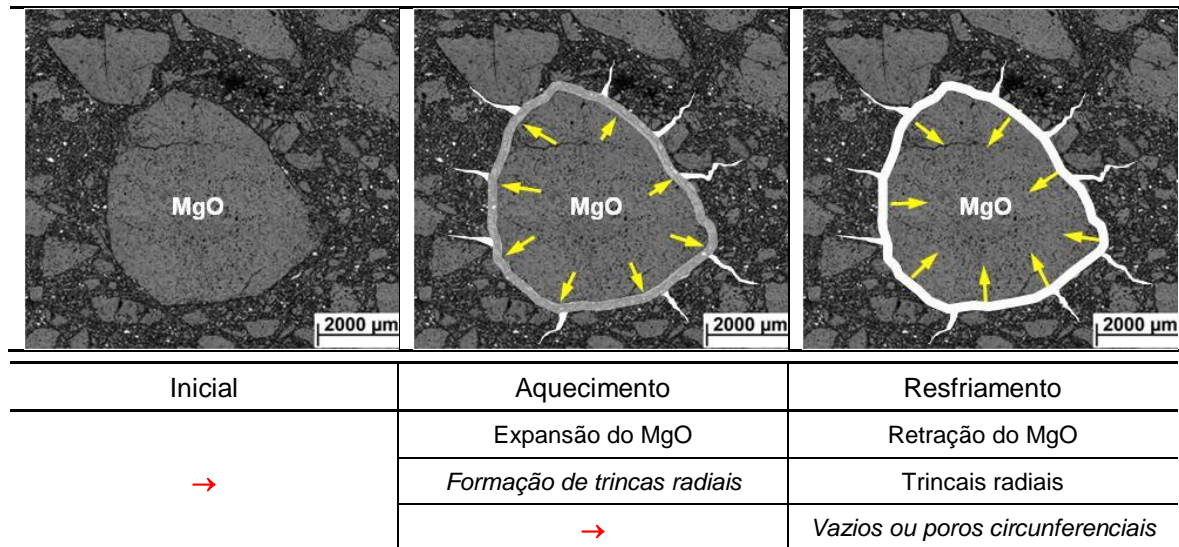 MgO
2000 µm
MgO
2000 µm
MgO
2000 µm
Inicial
Aquecimento
Resfriamento
Expansão do MgO
Retração do MgO
→
Formação de trincas radiais
Trincais radiais
→
Vazios ou poros circunferenciais